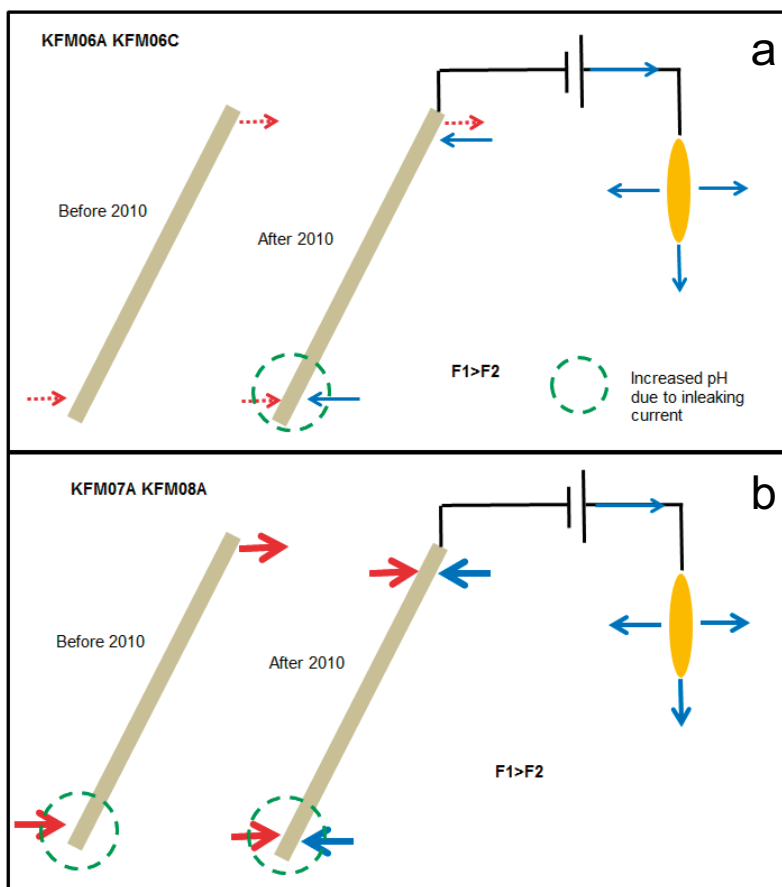 KFM06A KFM06C
a
Before 2010
After 2010
F1>F2
Increased pH
due to inleaking
current
KFM07A KFM08A
b
Before 2010
After 2010
F1>F2